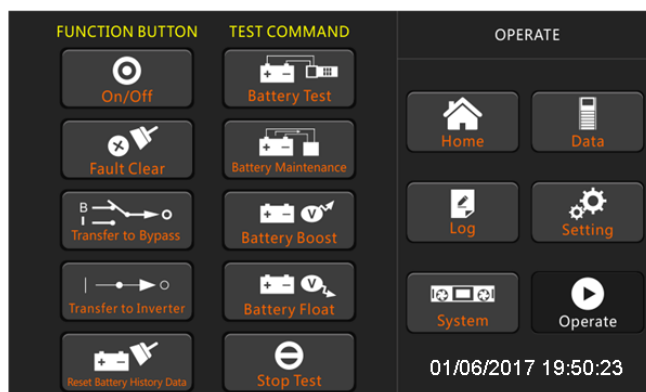 FUNCTION BUTTON TEST COMMAND
OPERATE
On/Off
Battery Test
Fault Clear
Battery Maintenance
Transfer to Bypass
B
I
Battery Boost
V
Transfer to Inverter
Battery Float
V
Reset Battery History Data
Stop Test
Home
Data
Log
Setting
System
Operate
01/06/2017 19:50:23